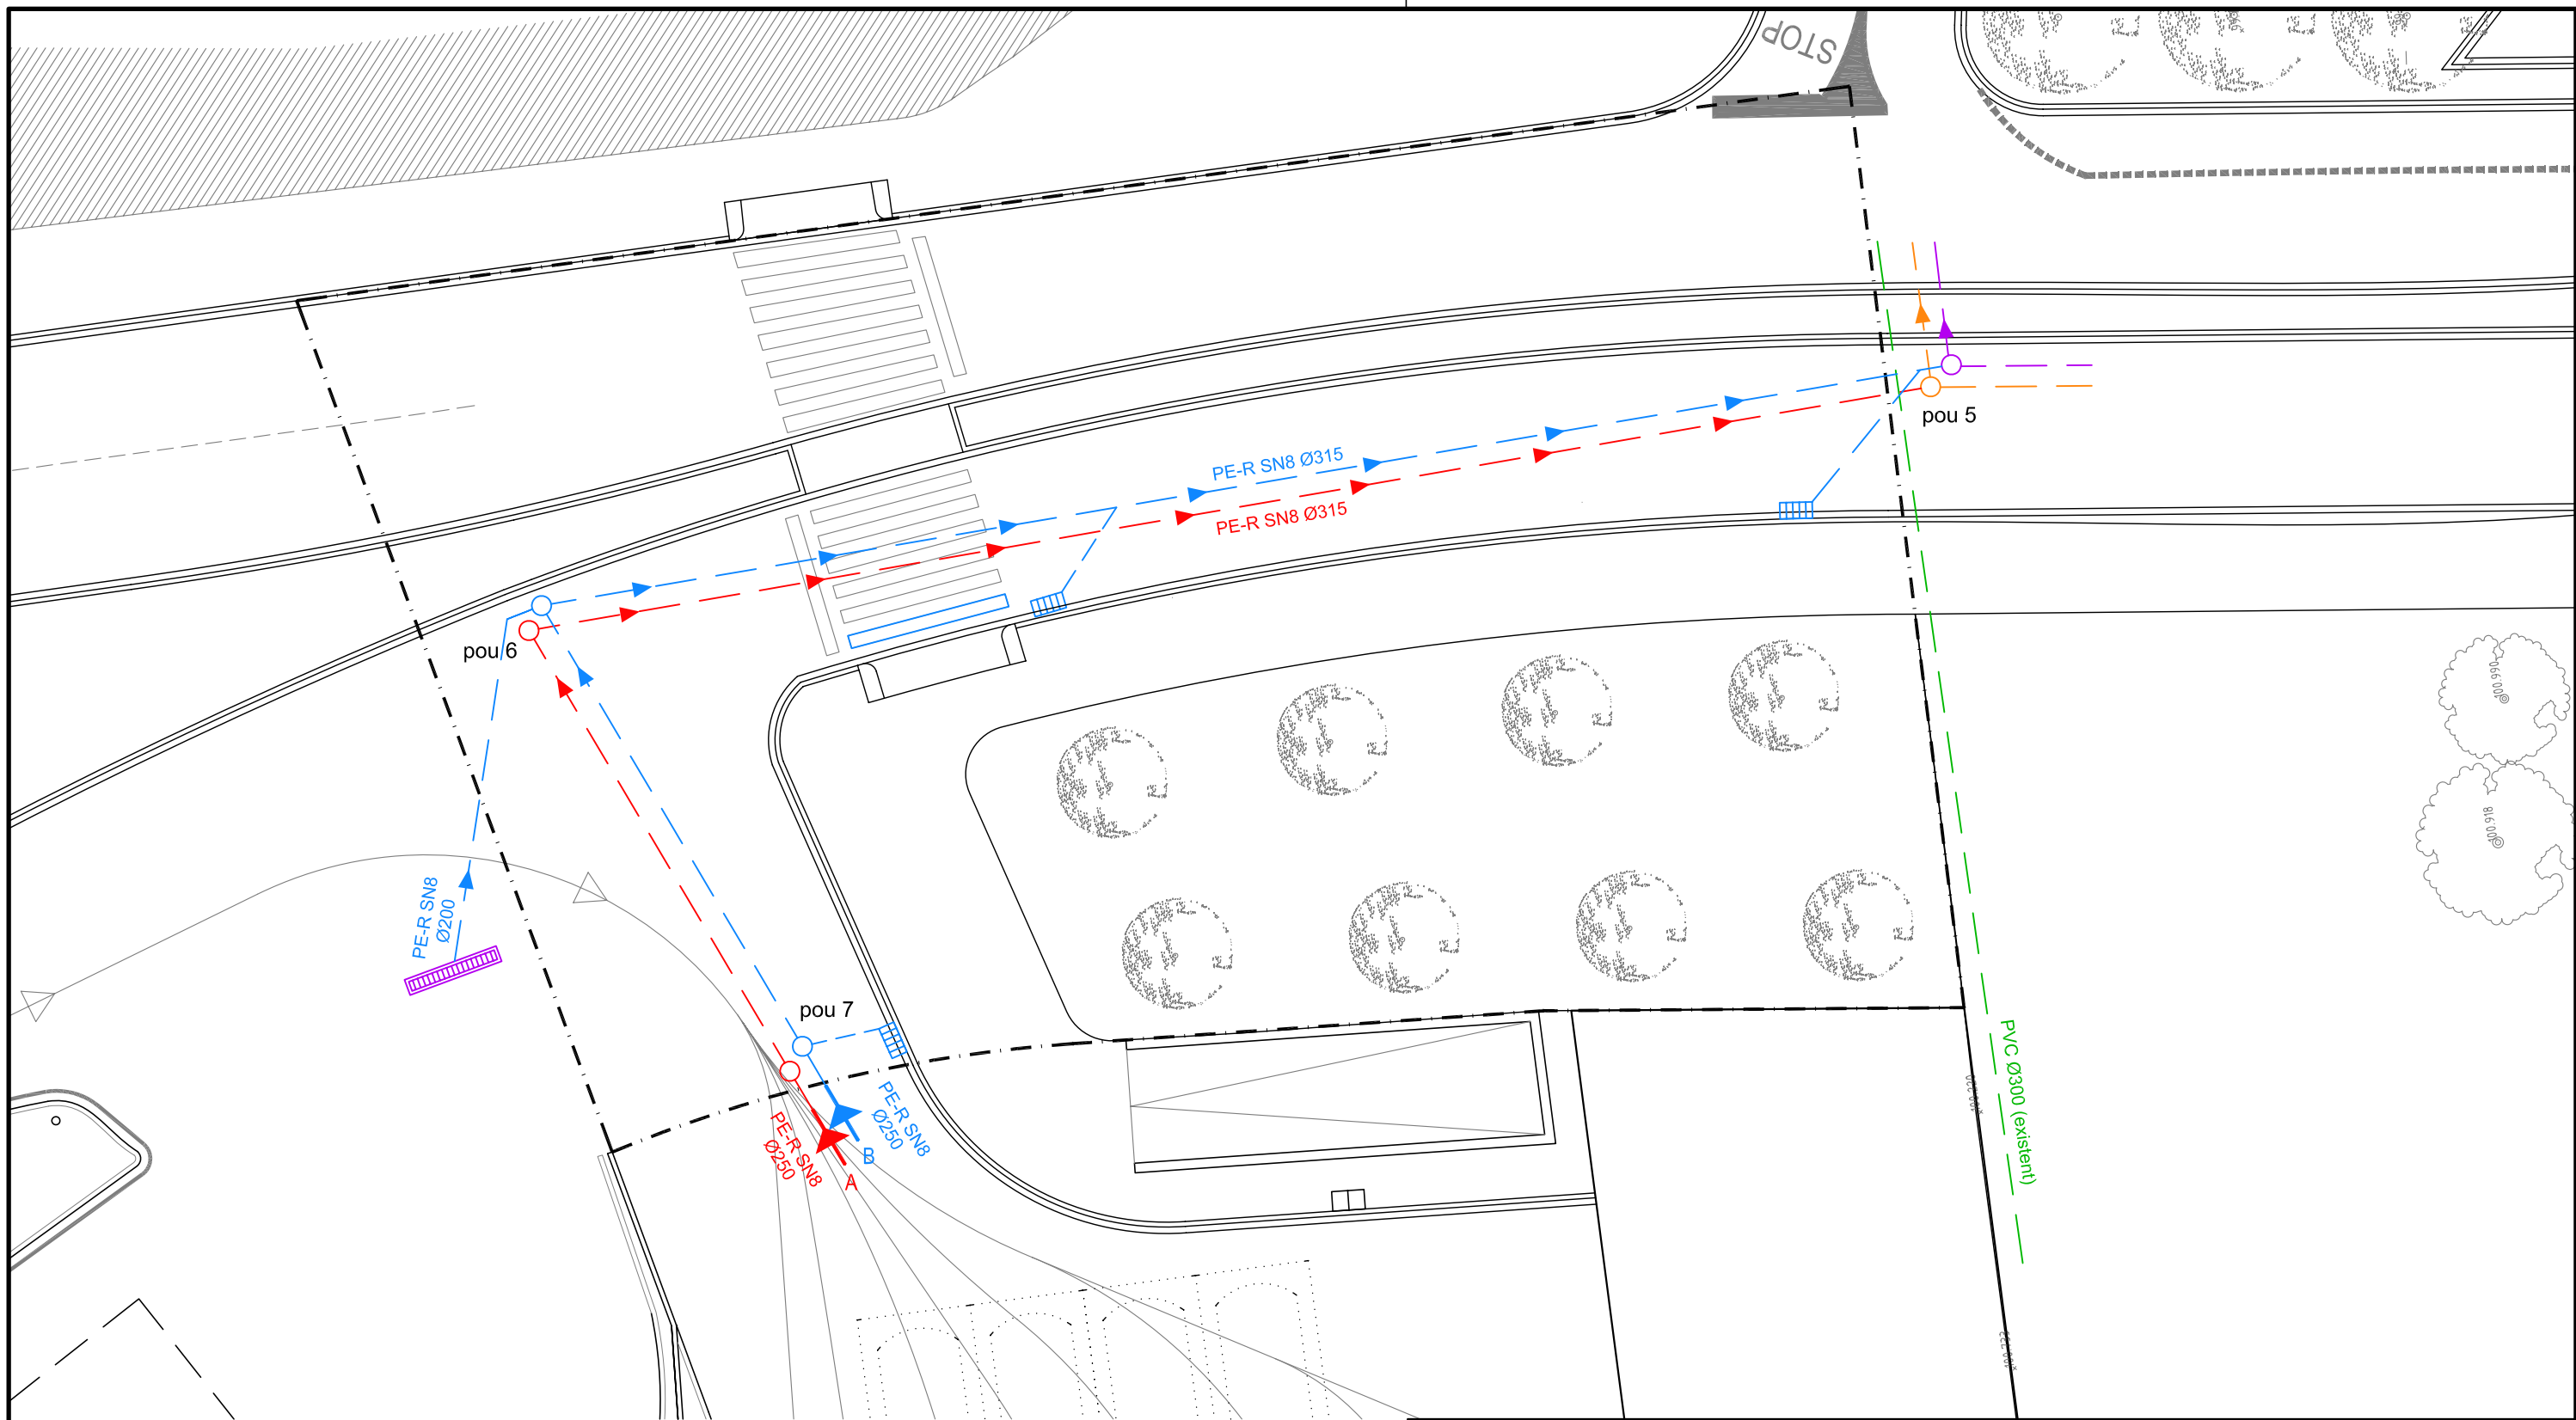 STOP
pou 5
PE-R SN8 Ø315
PE-R SN8 Ø315
pou 6
PE-R SN8
Ø200
pou 7
PE-R SN8
Ø250
B
PE-R SN8
Ø250
A
PVC Ø300 (existent)